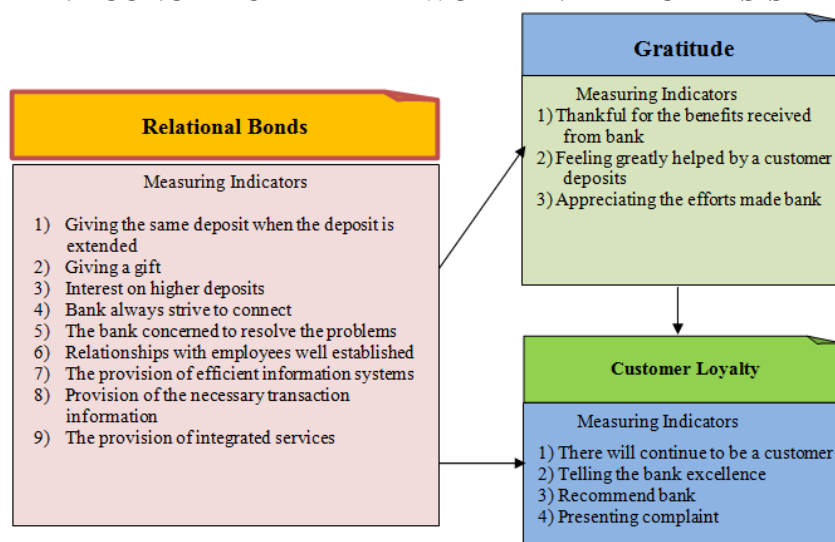 Relational Bonds
Measuring Indicators
1) Giving the same deposit when the deposit is
extended
2) Giving a gift
3) Interest on higher deposits
4) Bank always strive to connect
5) The bank concerned to resolve the problems
6) Relationships with employees well established
7) The provision of efficient information systems
8) Provision of the necessary transaction
information
9) The provision of integrated services
Gratitude
Measuring Indicators
1) Thankful for the benefits received
from bank
2) Feeling greatly helped by a customer
deposits
3) Appreciating the efforts made bank
Customer Loyalty
Measuring Indicators
1) There will continue to be a customer
2) Telling the bank excellence
3) Recommend bank
4) Presenting complaint